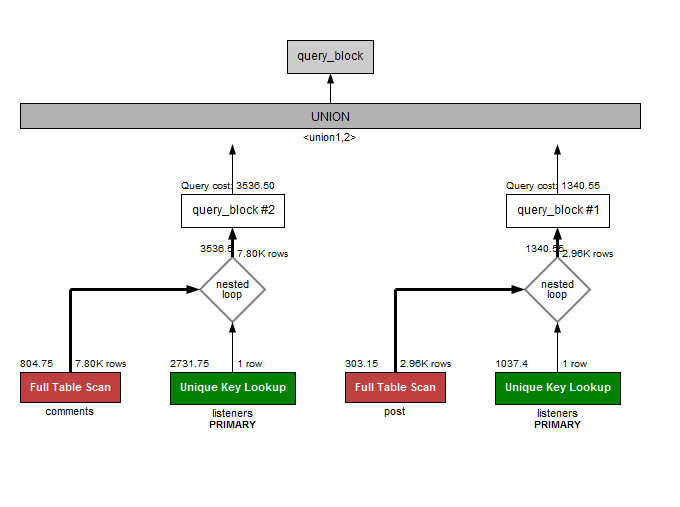 query_block
UNION
<union1,2>
Query cost: 3536.50
Query cost: 1340.55
query_block #2
query_block #1
3536.5
7.80K rows
1340.55
2.96K rows
nested
loop
nested
loop
804.75
7.80K rows
2731.75
1 row
303.15
2.96K rows
1037.4
1 row
Full Table Scan
Unique Key Lookup
Full Table Scan
Unique Key Lookup
comments
listeners
PRIMARY
post
listeners
PRIMARY